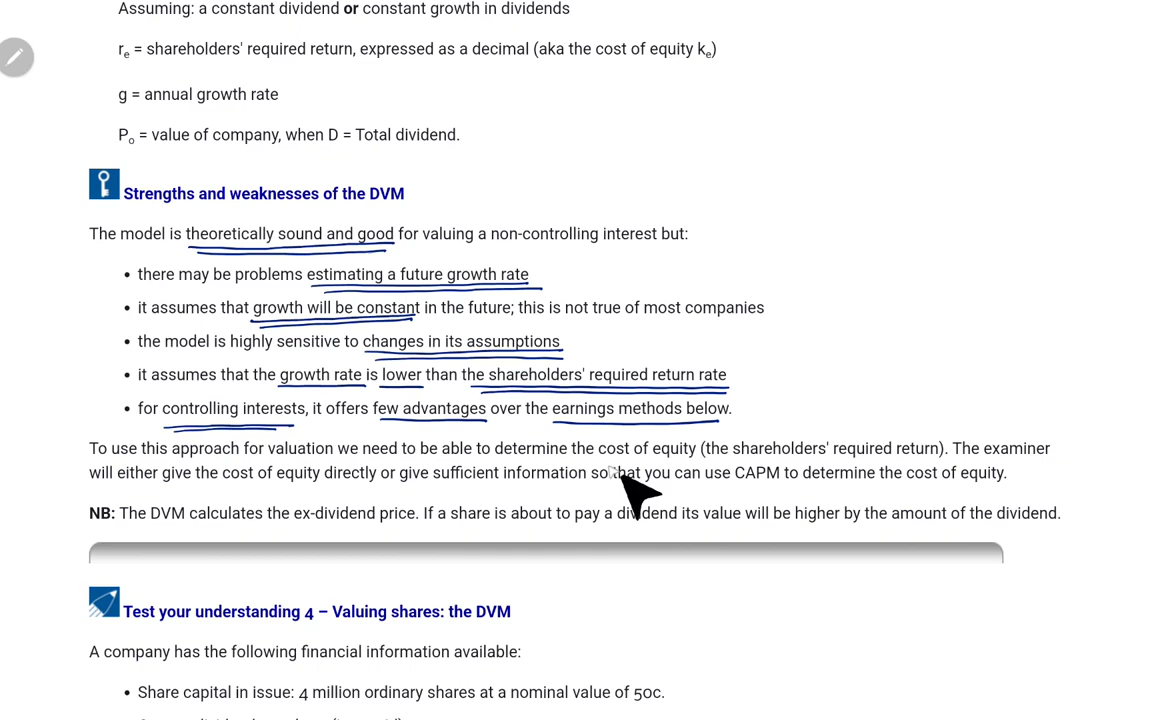 Assuming: a constant dividend or constant growth in dividends
re = shareholders' required return, expressed as a decimal (aka the cost of equity ke)
g = annual growth rate
Po = value of company, when D = Total dividend.
Strengths and weaknesses of the DVM
The model is theoretically sound and good for valuing a non-controlling interest but:
• there may be problems estimating a future growth rate
• it assumes that growth will be constant in the future; this is not true of most companies
• the model is highly sensitive to changes in its assumptions
• it assumes that the growth rate is lower than the shareholders' required return rate
• for controlling interests, it offers few advantages over the earnings methods below.
To use this approach for valuation we need to be able to determine the cost of equity (the shareholders' required return). The examiner
will either give the cost of equity directly or give sufficient information so that you can use CAPM to determine the cost of equity.
NB: The DVM calculates the ex-dividend price. If a share is about to pay a dividend its value will be higher by the amount of the dividend.
Test your understanding 4 – Valuing shares: the DVM
A company has the following financial information available:
• Share capital in issue: 4 million ordinary shares at a nominal value of 50c.